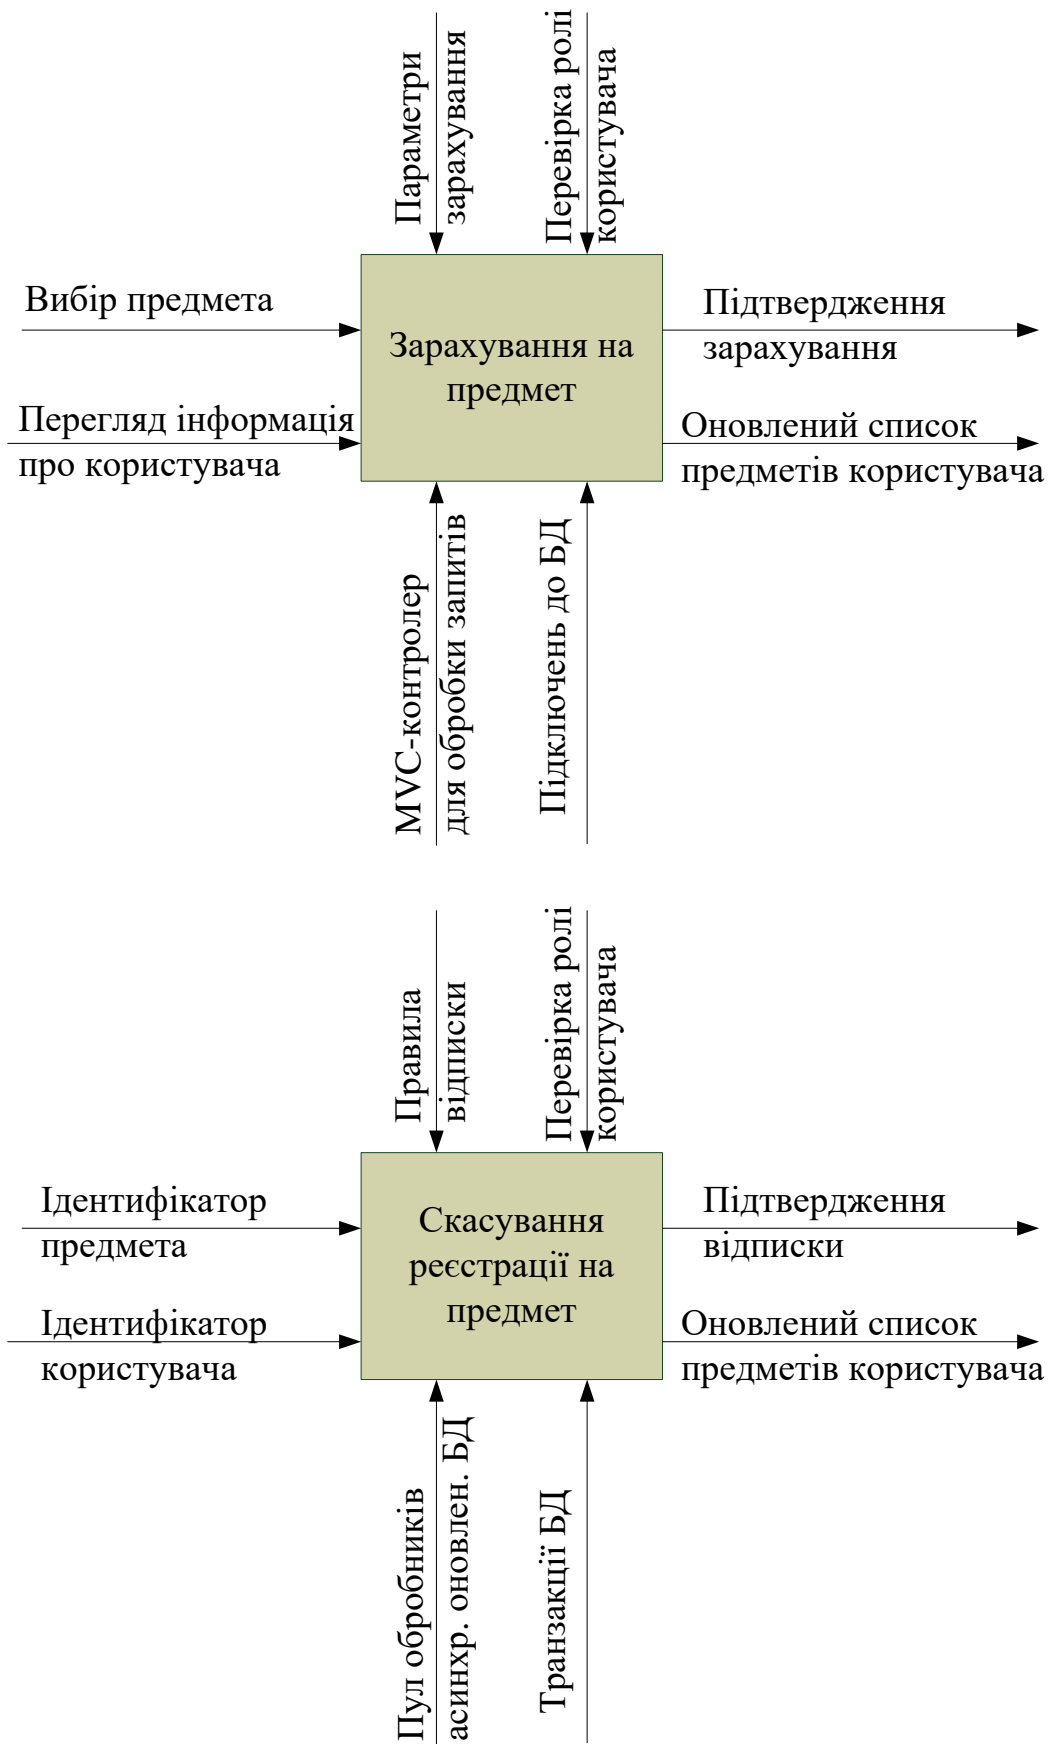 Параметри
зарахування
Перевірка ролі
користувача
Вибір предмета
Перегляд інформація
про користувача
Зарахування на
предмет
Підтвердження
зарахування
Оновлений список
предметів користувача
MVC-контролер
для обробки запитів
Підключень до БД
Правила
відписки
Перевірка ролі
користувача
Ідентифікатор
предмета
Ідентифікатор
користувача
Скасування
реєстрації на
предмет
Підтвердження
відписки
Оновлений список
предметів користувача
Пул обробників
асинхр. оновлен. БД
Транзакції БД